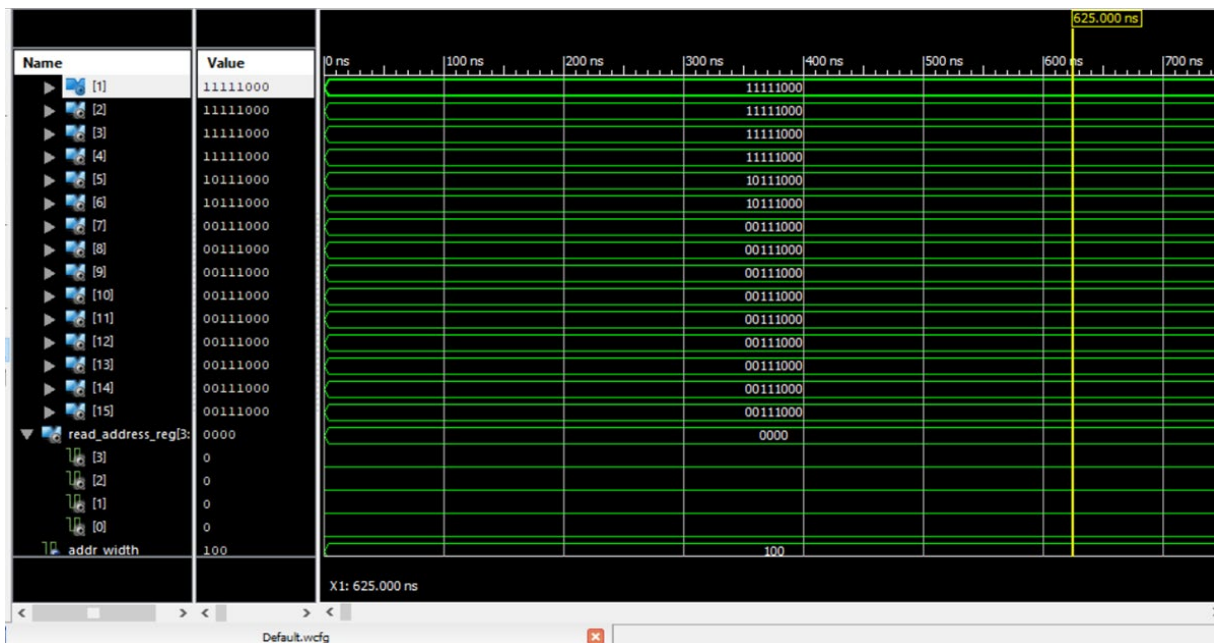 625.000 ns
Name Value 0 ns 100 ns 200 ns 300 ns 400 ns 500 ns 600 ns 700 ns
[1] 11111000 11111000
[2] 11111000 11111000
[3] 11111000 11111000
[4] 11111000 11111000
[5] 10111000 10111000
[6] 10111000 10111000
[7] 00111000 00111000
[8] 00111000 00111000
[9] 00111000 00111000
[10] 00111000 00111000
[11] 00111000 00111000
[12] 00111000 00111000
[13] 00111000 00111000
[14] 00111000 00111000
[15] 00111000 00111000
read_address_reg[3: 0000 0000
[3] 0
[2] 0
[1] 0
[0] 0
addr_width 100 100
X1: 625.000 ns
Default.wcfg